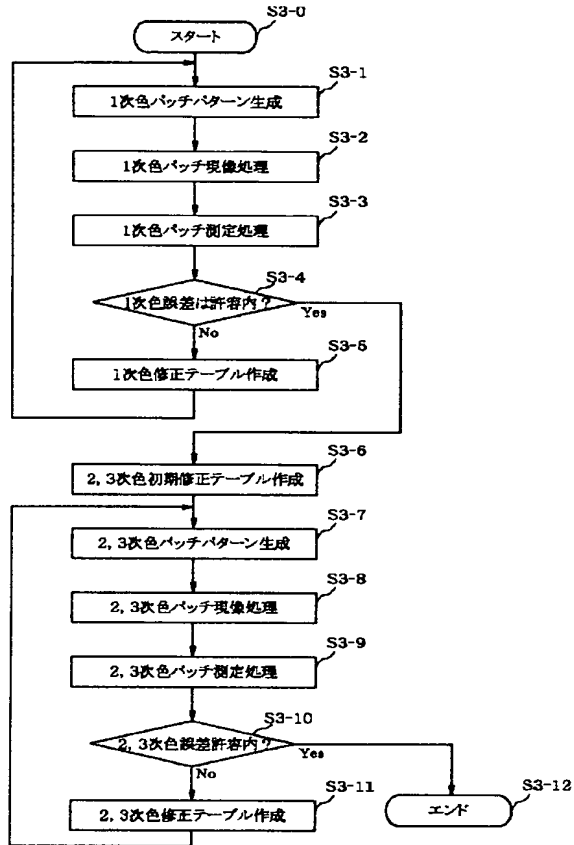 S3-0
スタート
S3-1
1次色パッチパターン生成
S3-2
1次色パッチ現像処理
S3-3
1次色パッチ測定処理
S3-4
1次色誤差は許容内?
Yes
No
S3-5
1次色修正テーブル作成
S3-6
2, 3次色初期修正テーブル作成
S3-7
2, 3次色パッチパターン生成
S3-8
2, 3次色パッチ現像処理
S3-9
2, 3次色パッチ測定処理
S3-10
2, 3次色誤差許容内?
Yes
No
S3-11
2, 3次色修正テーブル作成
S3-12
エンド